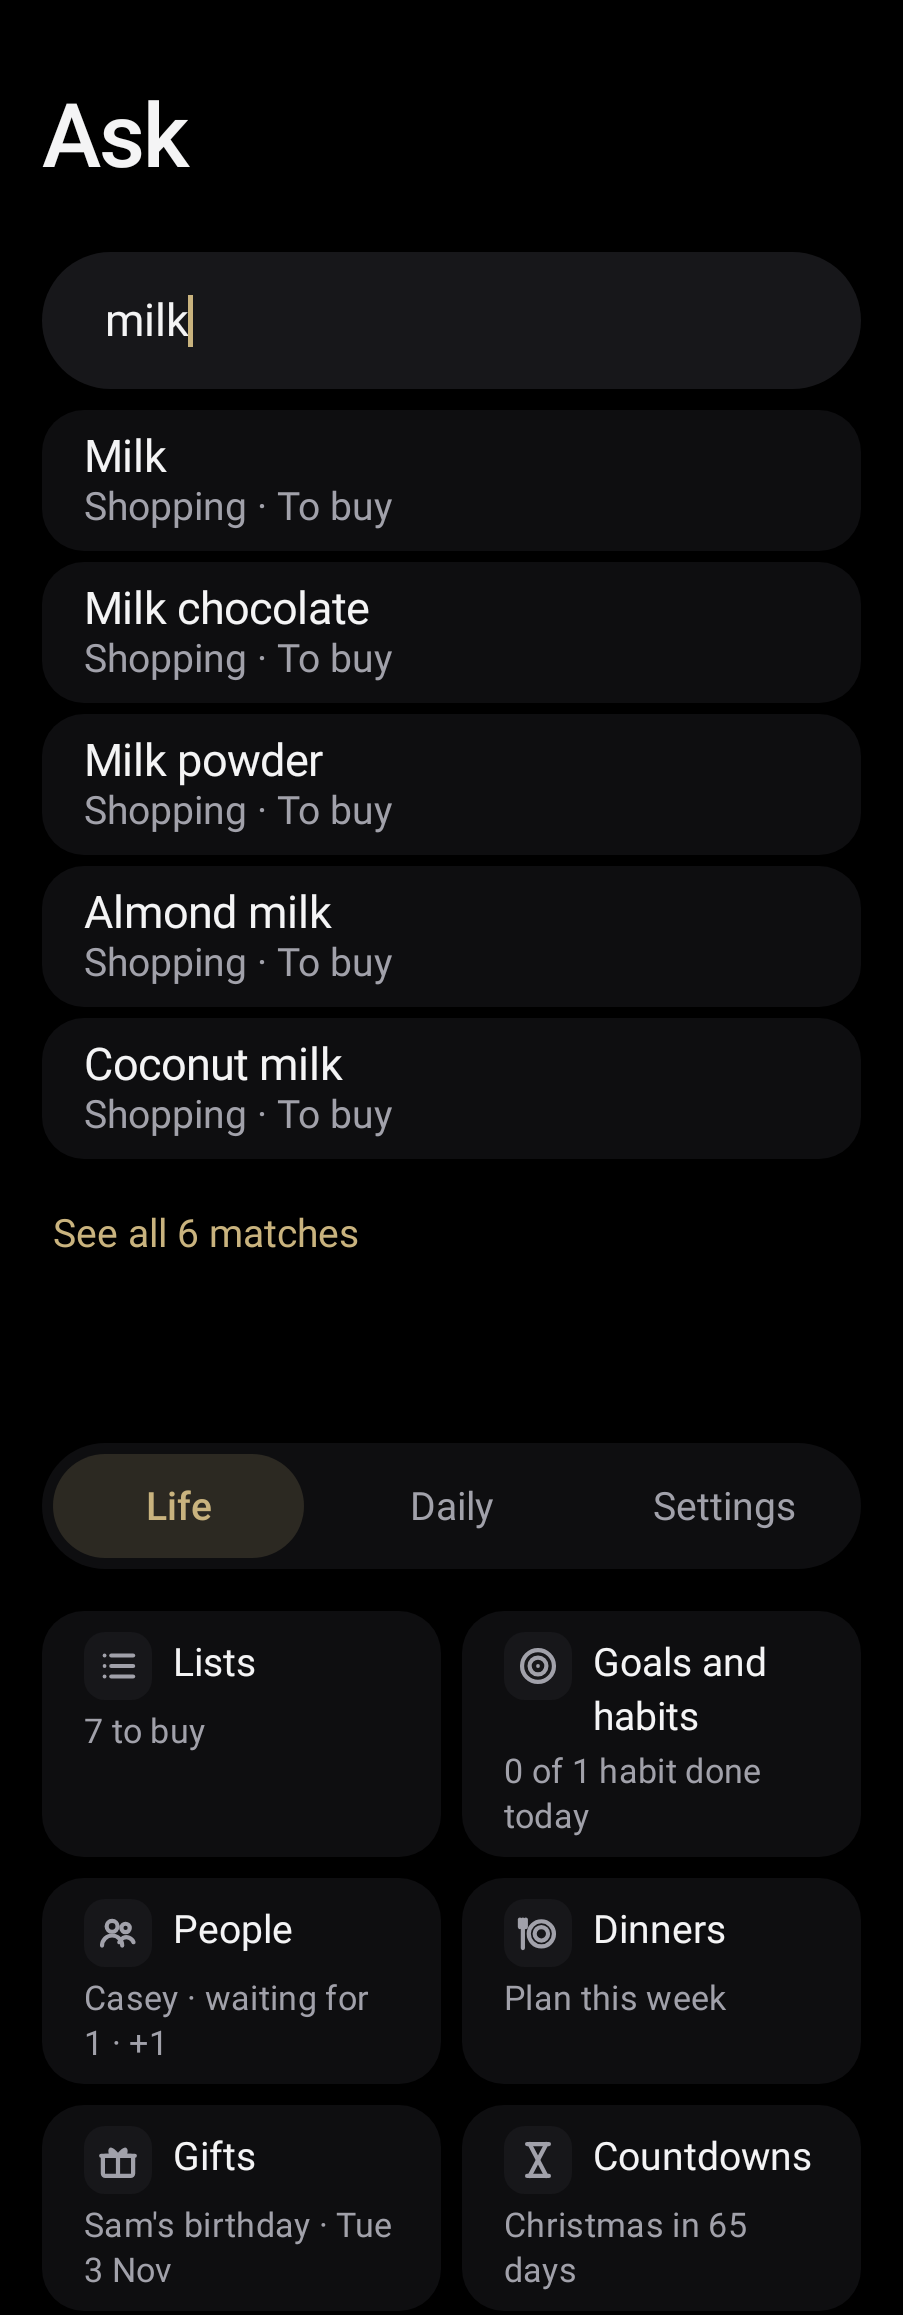 Ask
milk
Milk
Shopping · To buy
Milk chocolate
Shopping · To buy
Milk powder
Shopping · To buy
Almond milk
Shopping · To buy
Coconut milk
Shopping · To buy
See all 6 matches
Life Daily Settings
Lists
7 to buy
Goals and
habits
0 of 1 habit done
today
People
Casey · waiting for
1 · +1
Dinners
Plan this week
Gifts
Sam's birthday · Tue
3 Nov
Countdowns
Christmas in 65
days